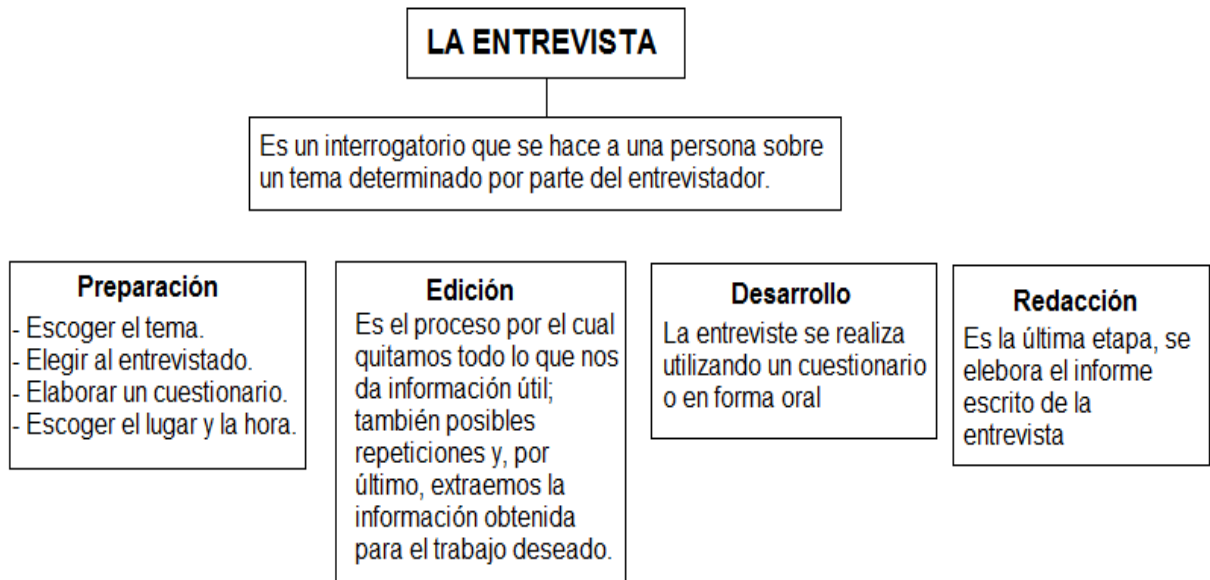 LA ENTREVISTA
Es un interrogatorio que se hace a una persona sobre
un tema determinado por parte del entrevistador.
Preparación
- Escoger el tema.
- Elegir al entrevistado.
- Elaborar un cuestionario.
- Escoger el lugar y la hora.
Edición
Es el proceso por el cual
quitamos todo lo que nos
da información útil;
también posibles
repeticiones y, por
último, extraemos la
información obtenida
para el trabajo deseado.
Desarrollo
La entreviste se realiza
utilizando un cuestionario
o en forma oral
Redacción
Es la última etapa, se
elebora el informe
escrito de la
entrevista